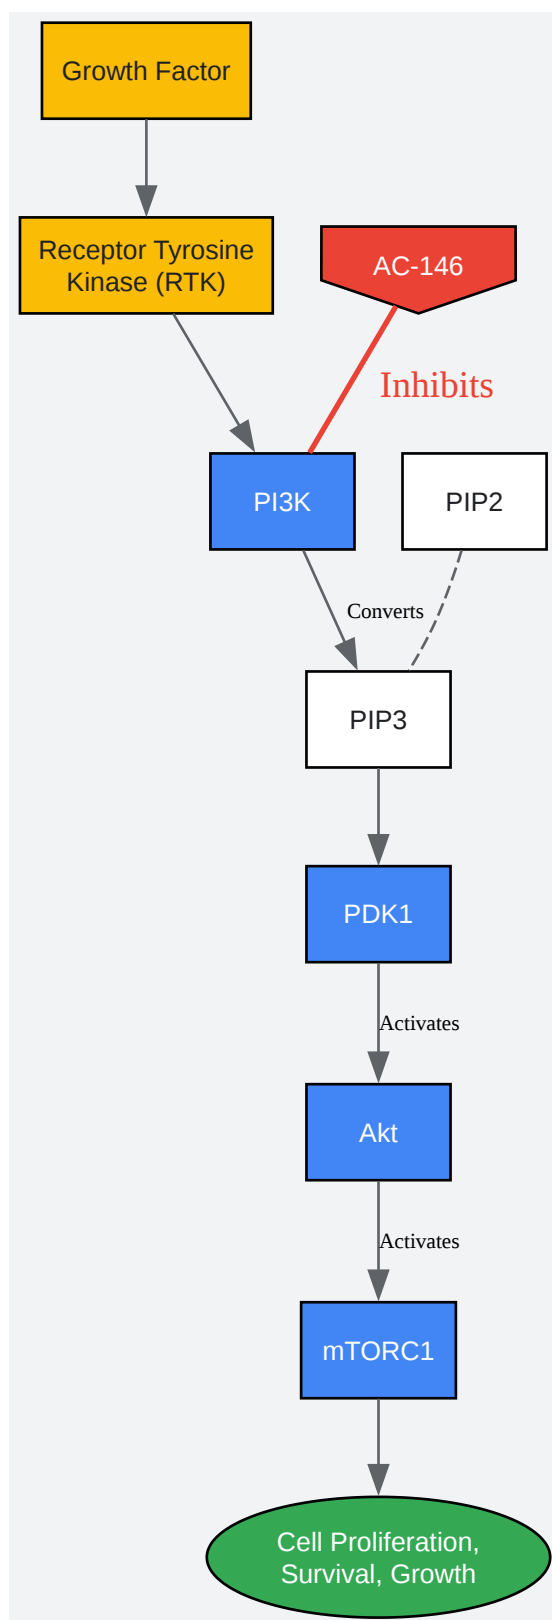 Growth Factor
Receptor Tyrosine
Kinase (RTK)
AC-146
Inhibits
PI3K
PIP2
Converts
PIP3
PDK1
Activates
Akt
Activates
mTORC1
Cell Proliferation,
Survival, Growth